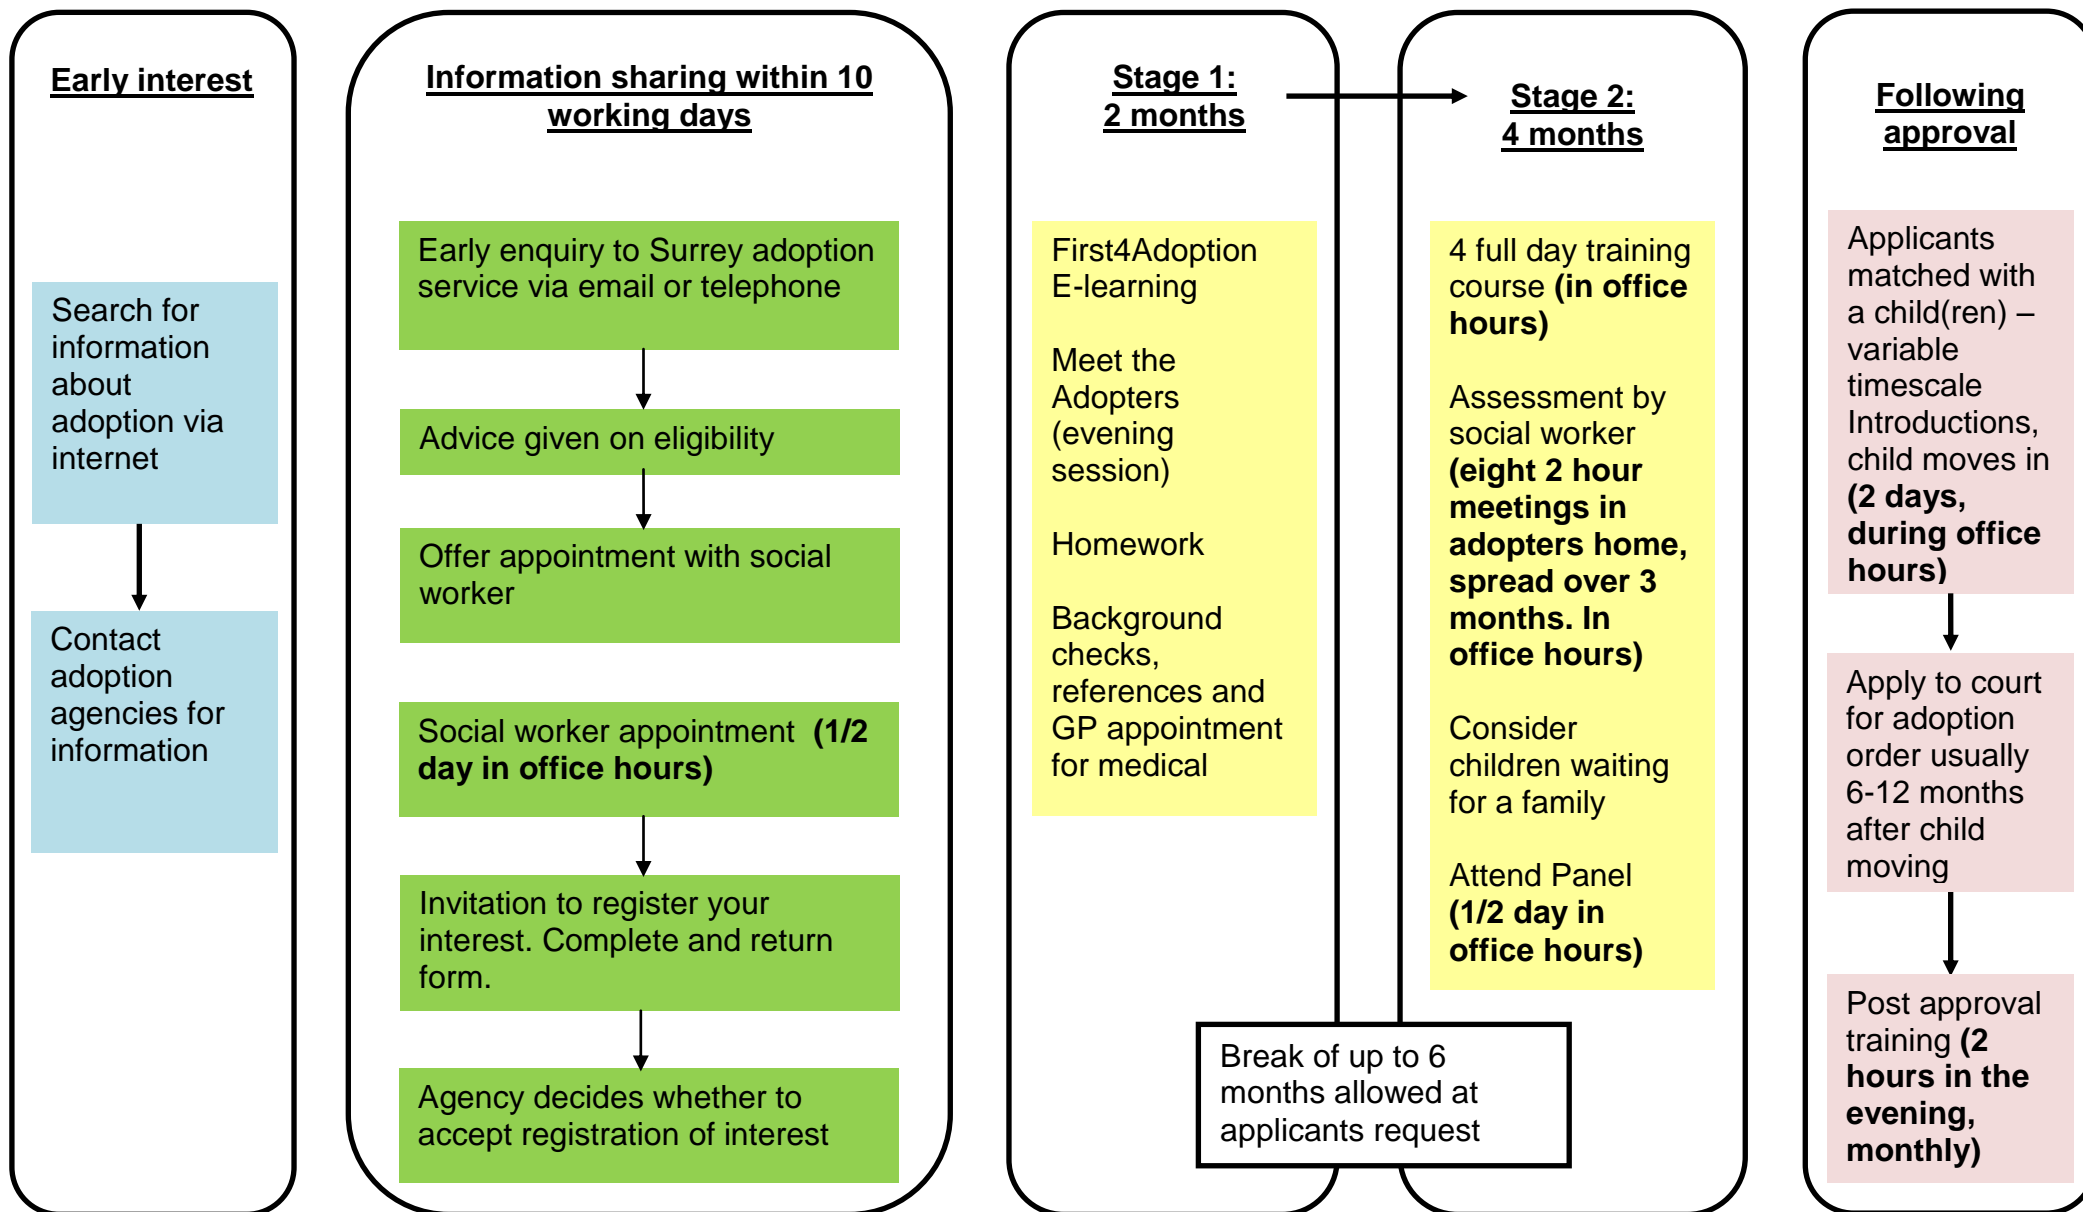 Early interest
Search for
information
about
adoption via
internet
Contact
adoption
agencies for
information
Information sharing within 10
working days
Early enquiry to Surrey adoption
service via email or telephone
Advice given on eligibility
Offer appointment with social
worker
Social worker appointment  (1/2
day in office hours)
Invitation to register your
interest. Complete and return
form.
Agency decides whether to
accept registration of interest
Stage 1:
2 months
First4Adoption
E-learning
Meet the
Adopters
(evening
session)
Homework
Background
checks,
references and
GP appointment
for medical
Stage 2:
4 months
4 full day training
course (in office
hours)
Assessment by
social worker
(eight 2 hour
meetings in
adopters home,
spread over 3
months. In
office hours)
Consider
children waiting
for a family
Attend Panel
(1/2 day in
office hours)
Break of up to 6
months allowed at
applicants request
Following
approval
Applicants
matched with
a child(ren) –
variable
timescale
Introductions,
child moves in
(2 days,
during office
hours)
Apply to court
for adoption
order usually
6-12 months
after child
moving
Post approval
training (2
hours in the
evening,
monthly)